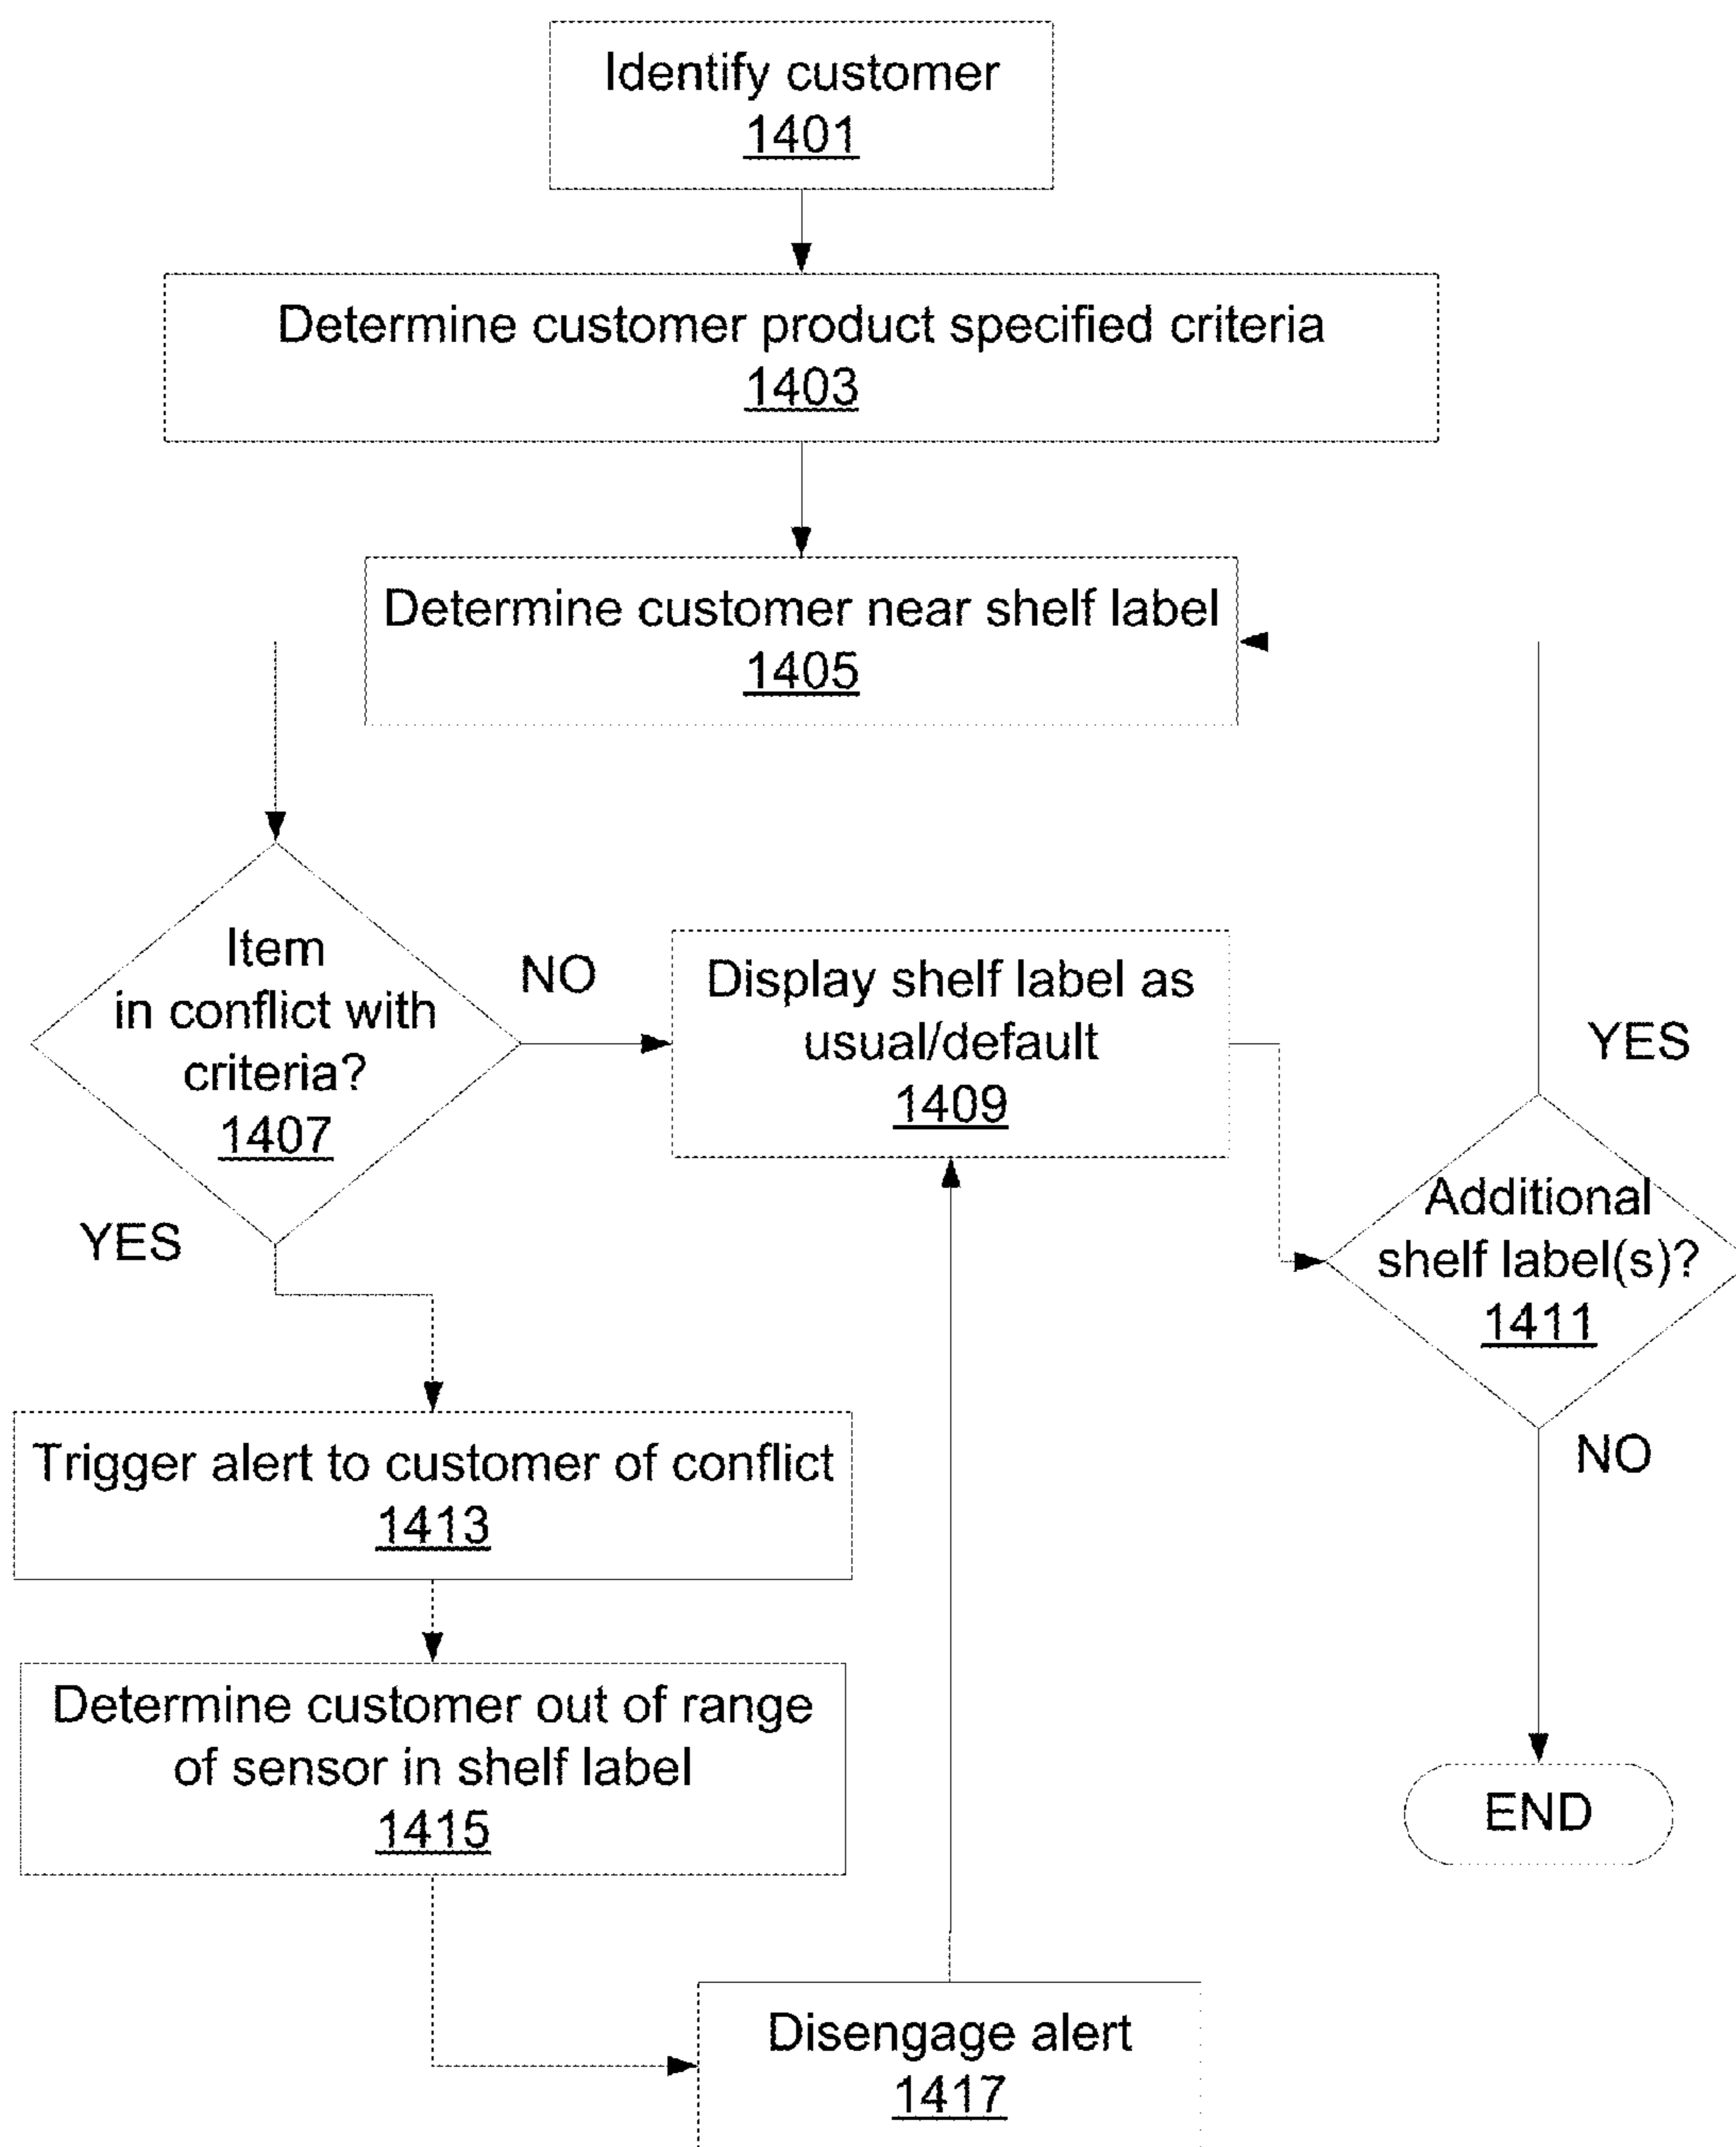 Identify customer
1401
Determine customer product specified criteria
1403
Determine customer near shelf label
1405
Item
in conflict with
criteria?
1407
NO
Display shelf label as
usual/default
1409
YES
Additional
shelf label(s)?
1411
YES
NO
Trigger alert to customer of conflict
1413
Determine customer out of range
of sensor in shelf label
1415
END
Disengage alert
1417